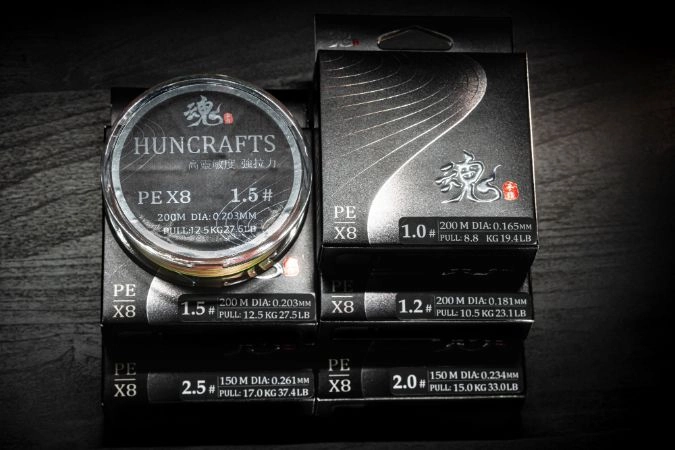 魂
HUNCRAFTS
高靈敏度 強拉力
PE X8 1.5#
200M DIA: 0.203MM
PULL:12.5KG27.5LB
魂
PE
X8
1.0#
200 M DIA: 0.165MM
PULL: 8.8 KG 19.4LB
PE
X8
1.5#
200 M DIA: 0.203MM
PULL: 12.5 KG 27.5LB
PE
X8
1.2#
200 M DIA: 0.181MM
PULL: 10.5 KG 23.1LB
PE
X8
2.5#
150 M DIA: 0.261MM
PULL: 17.0 KG 37.4LB
PE
X8
2.0#
150 M DIA: 0.234MM
PULL: 15.0 KG 33.0LB